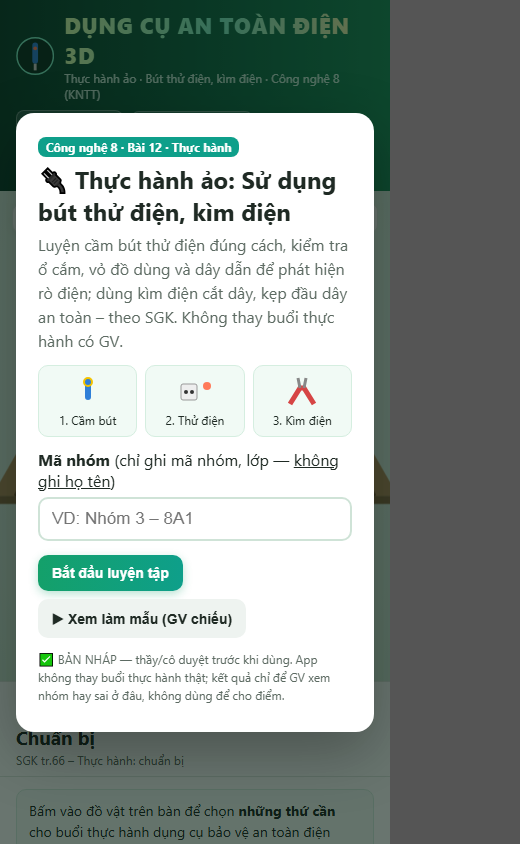 DỤNG CỤ AN TOÀN ĐIỆN
3D
Thực hành ảo · Bút thử điện, kìm điện · Công nghệ 8
(KNTT)
Công nghệ 8 · Bài 12 · Thực hành
Thực hành ảo: Sử dụng
bút thử điện, kìm điện
Luyện cầm bút thử điện đúng cách, kiểm tra
ổ cắm, vỏ đồ dùng và dây dẫn để phát hiện
rò điện; dùng kìm điện cắt dây, kẹp đầu dây
an toàn – theo SGK. Không thay buổi thực
hành có GV.
1. Cầm bút
2. Thử điện
3. Kìm điện
Mã nhóm (chỉ ghi mã nhóm, lớp — không
ghi họ tên)
VD: Nhóm 3 – 8A1
Bắt đầu luyện tập
▶ Xem làm mẫu (GV chiếu)
✅ BẢN NHÁP — thầy/cô duyệt trước khi dùng. App
không thay buổi thực hành thật; kết quả chỉ để GV xem
nhóm hay sai ở đâu, không dùng để cho điểm.
Chuẩn bị
SGK tr.66 – Thực hành: chuẩn bị
Bấm vào đồ vật trên bàn để chọn những thứ cần
cho buổi thực hành dụng cụ bảo vệ an toàn điện